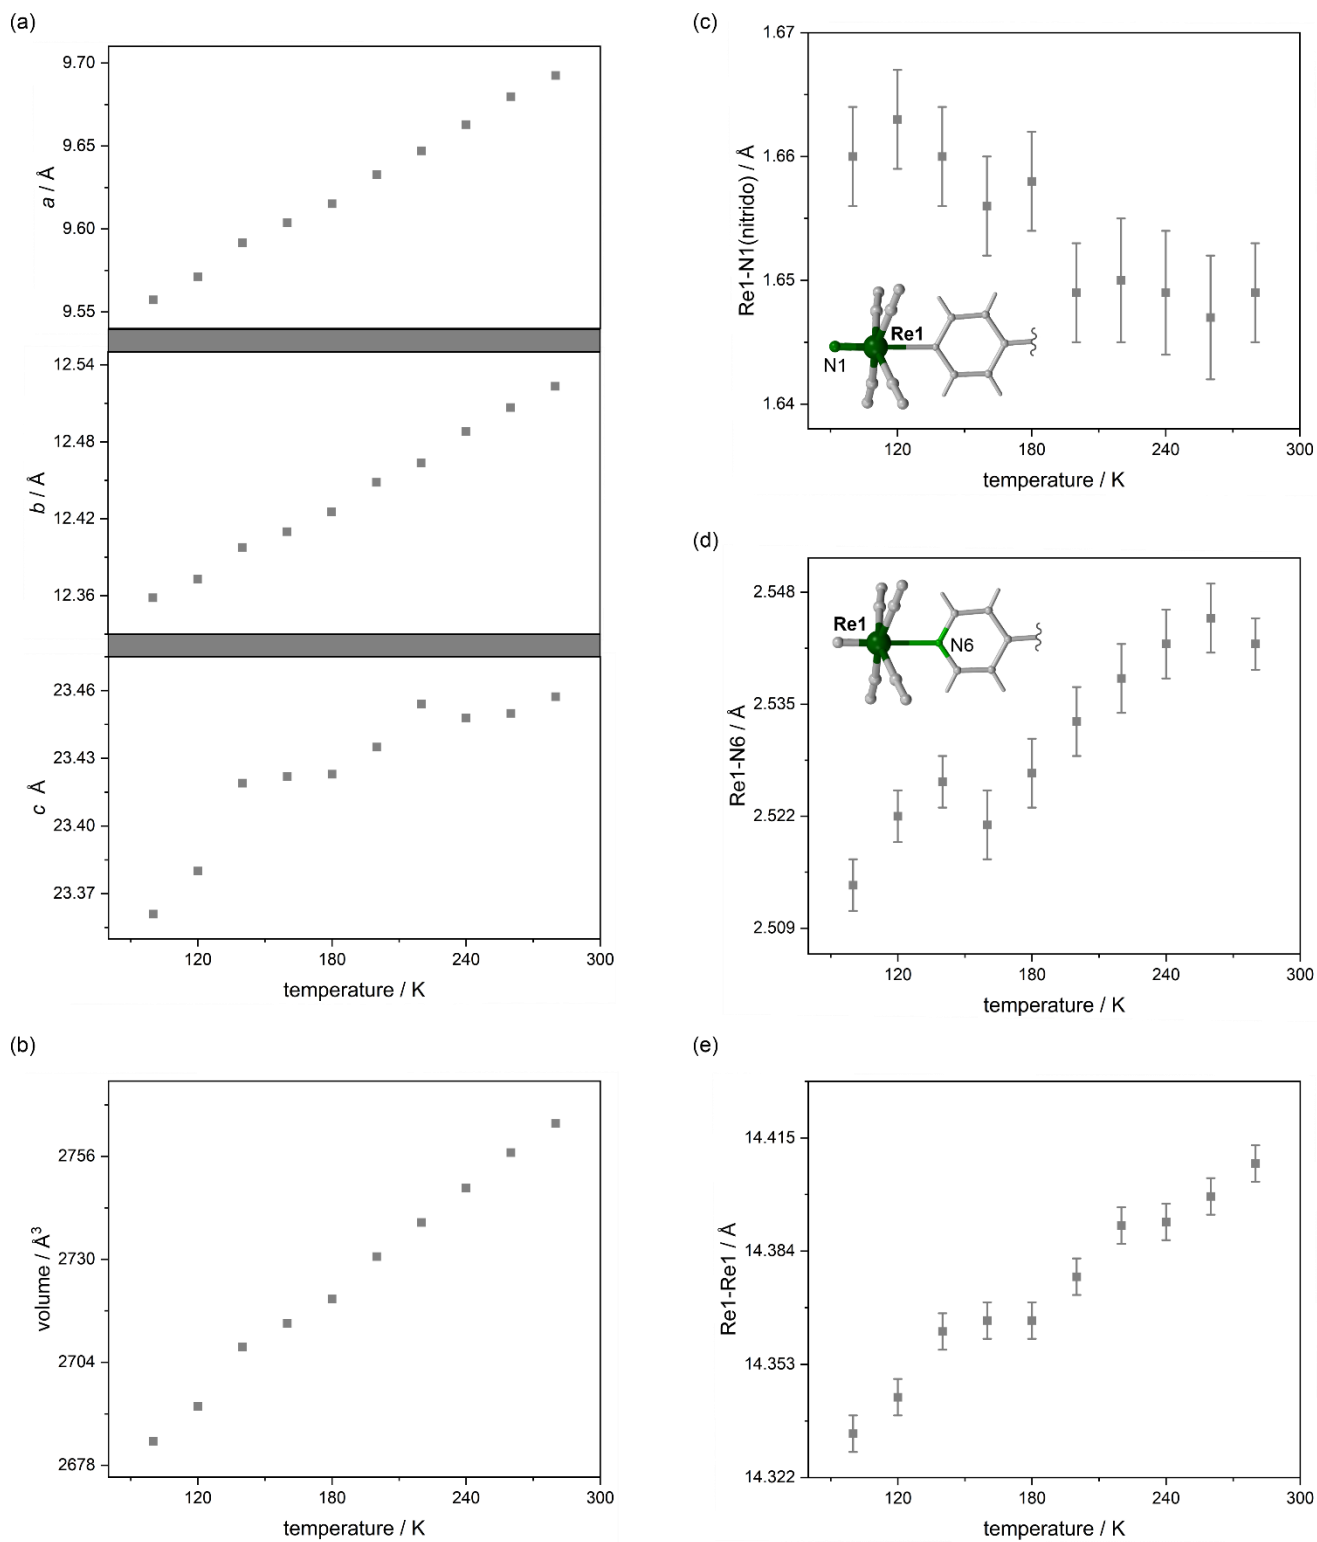 (a)
9.70
9.65
9.60
9.55
a / Å
12.54
12.48
12.42
12.36
b / Å
23.46
23.43
23.40
23.37
c Å
120 180 240 300
temperature / K
(b)
2756
2730
2704
2678
volume / Å³
120 180 240 300
temperature / K
(c)
1.67
1.66
1.65
1.64
Re1-N1(nitrido) / Å
Re1
N1
120 180 240 300
temperature / K
(d)
2.548
2.535
2.522
2.509
Re1-N6 / Å
Re1
N6
120 180 240 300
temperature / K
(e)
14.415
14.384
14.353
14.322
Re1-Re1 / Å
120 180 240 300
temperature / K